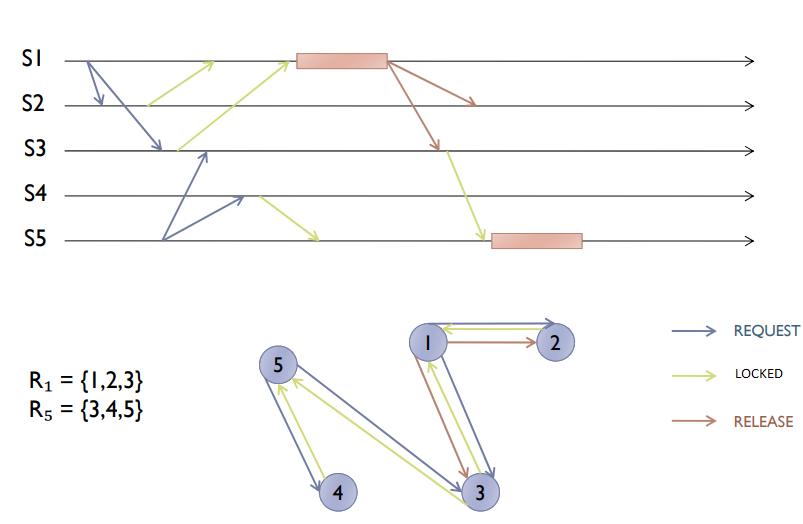 S1
S2
S3
S4
S5
1
2
5
R₁ = {1,2,3}
R₅ = {3,4,5}
4
3
REQUEST
LOCKED
RELEASE